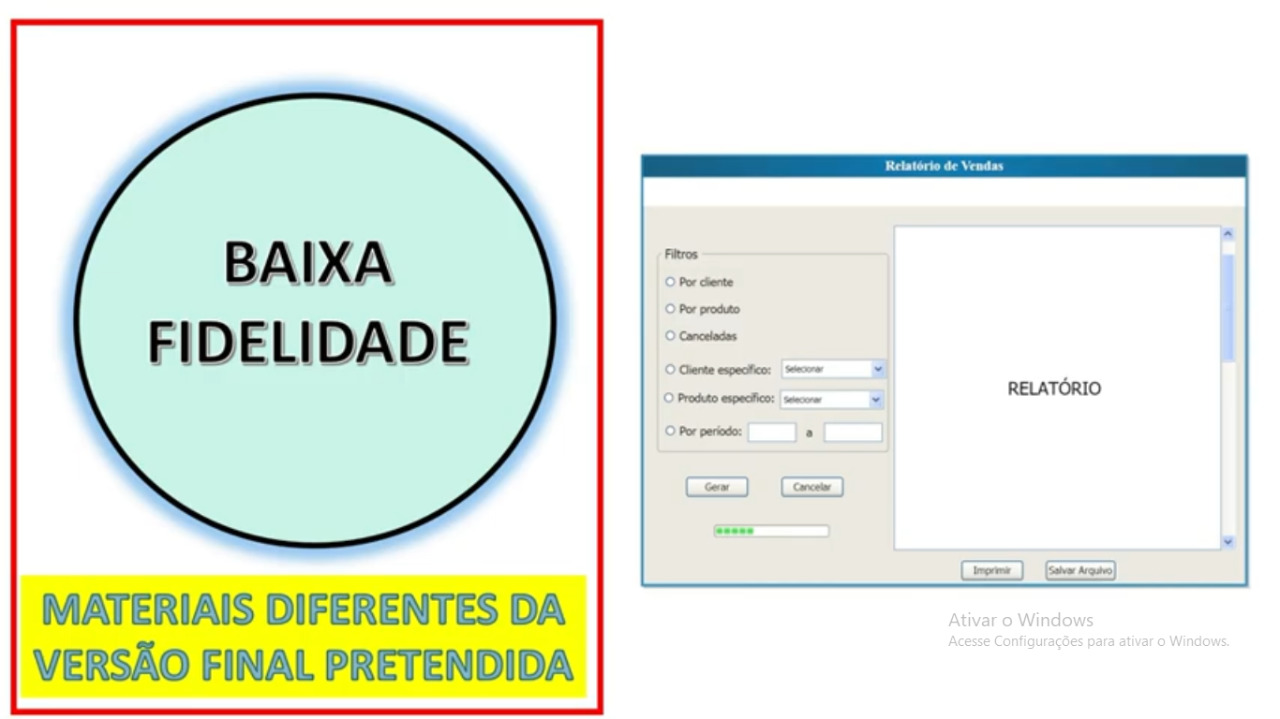 BAIXA
FIDELIDADE
MATERIAIS DIFERENTES DA
VERSÃO FINAL PRETENDIDA
Relatório de Vendas
Filtros
Por cliente
Por produto
Canceladas
Cliente específico: Selecionar
Produto específico: Selecionar
Por período: a
Gerar Cancelar
RELATÓRIO
Imprimir Salvar Arquivo
Ativar o Windows
Acesse Configurações para ativar o Windows.